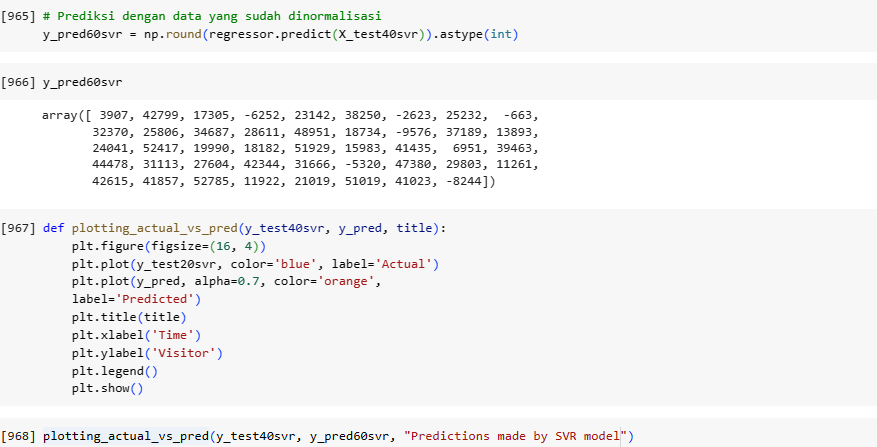 [965] # Prediksi dengan data yang sudah dinormalisasi
y_pred60svr = np.round(regressor.predict(X_test40svr)).astype(int)
[966] y_pred60svr
array([ 3907, 42799, 17305, -6252, 23142, 38250, -2623, 25232, -663,
32370, 25806, 34687, 28611, 48951, 18734, -9576, 37189, 13893,
24041, 52417, 19990, 18182, 51929, 15983, 41435, 6951, 39463,
44478, 31113, 27604, 42344, 31666, -5320, 47380, 29803, 11261,
42615, 41857, 52785, 11922, 21019, 51019, 41023, -8244])
[967] def plotting_actual_vs_pred(y_test40svr, y_pred, title):
plt.figure(figsize=(16, 4))
plt.plot(y_test20svr, color='blue', label='Actual')
plt.plot(y_pred, alpha=0.7, color='orange',
label='Predicted')
plt.title(title)
plt.xlabel('Time')
plt.ylabel('Visitor')
plt.legend()
plt.show()
[968] plotting_actual_vs_pred(y_test40svr, y_pred60svr, "Predictions made by SVR model")